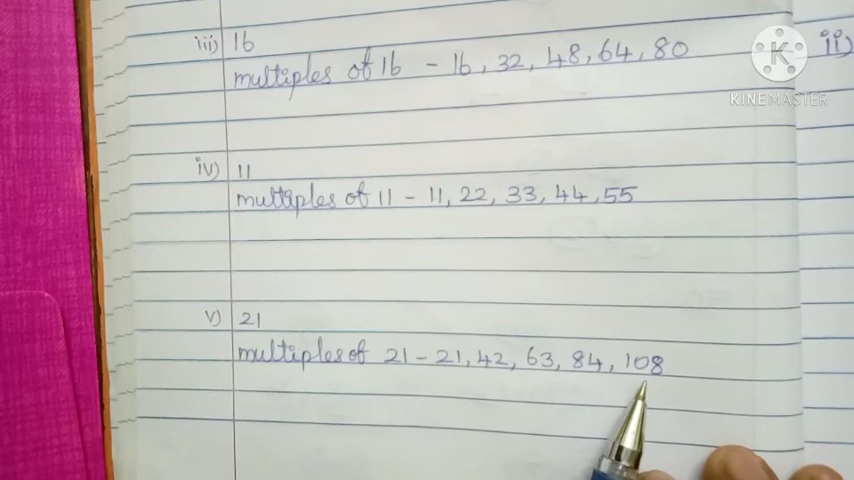 iii) 16
multiples of 16 - 16, 32, 48, 64, 80
iv) 11
multiples of 11 - 11, 22, 33, 44, 55
v) 21
multiples of 21 - 21, 42, 63, 84, 108
ii)
K
KINEMASTER